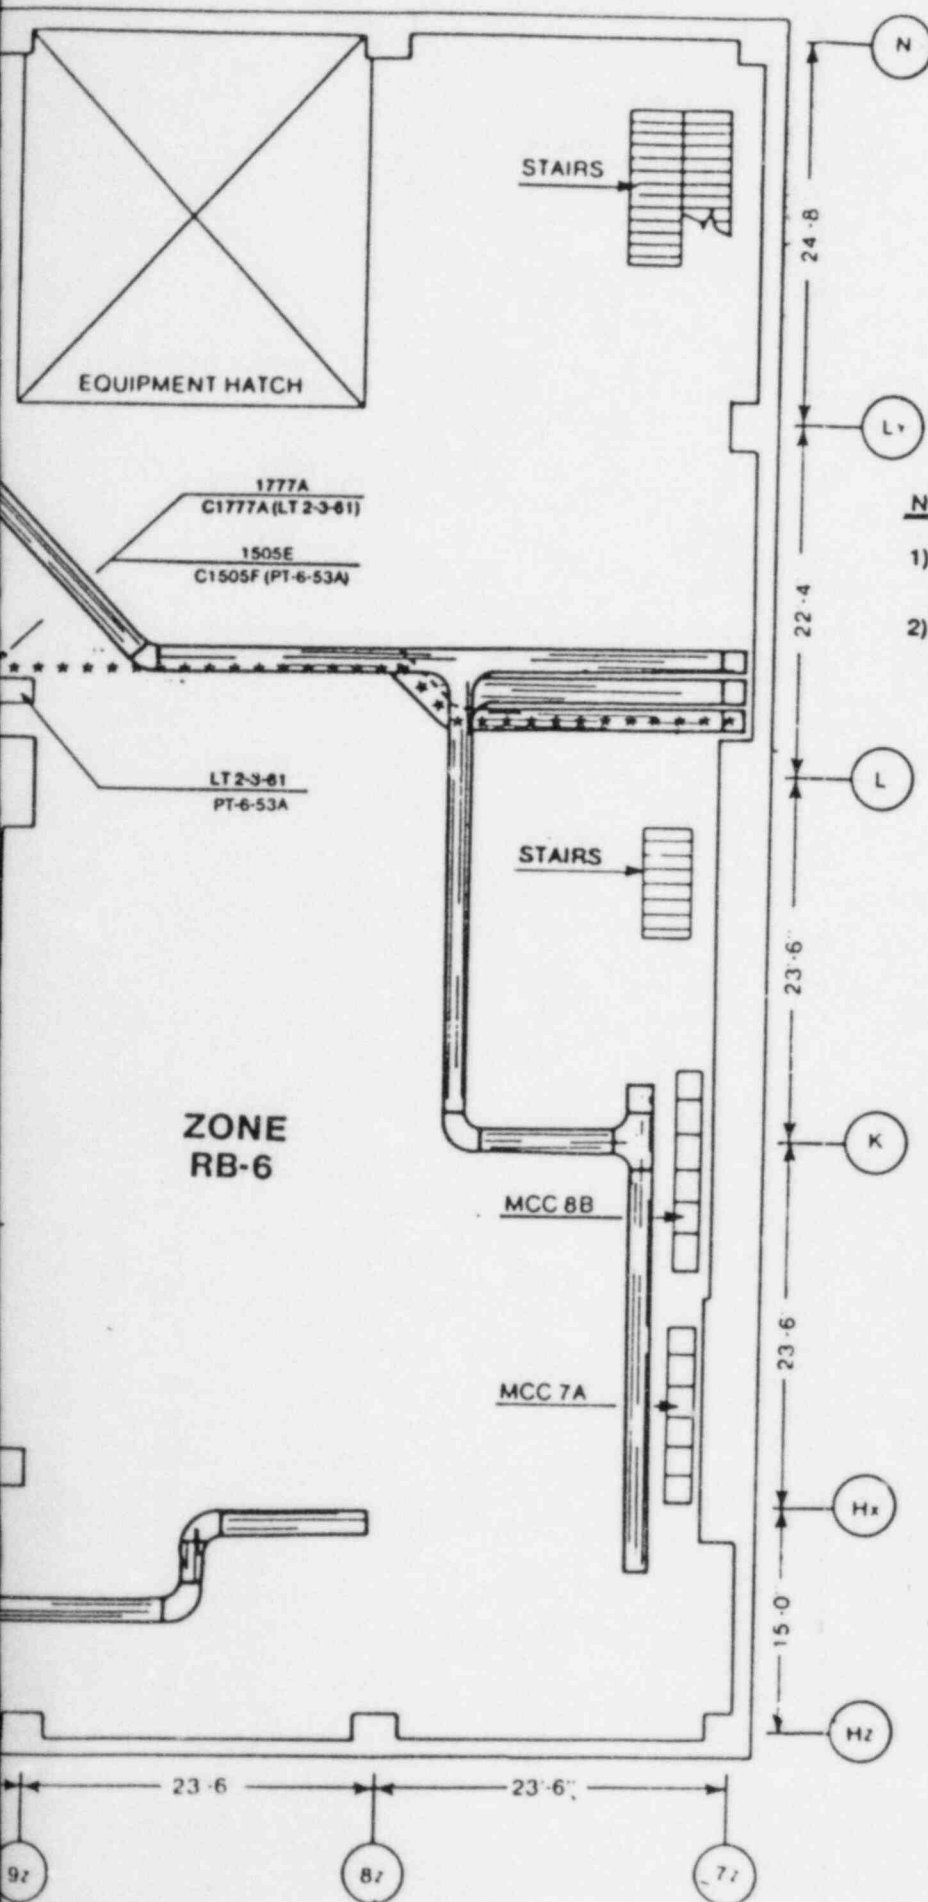 N
STAIRS
24-8
EQUIPMENT HATCH
1777A
C1777A (LT 2-3-61)
1505E
C1505F (PT-6-53A)
N
1)
2)
22-4
LT 2-3-61
PT-6-53A
L
STAIRS
23'-6"
ZONE
RB-6
K
MCC 8B
MCC 7A
23-6
Hx
15-0
Hz
23-6
23'-6"
9z
8z
7z